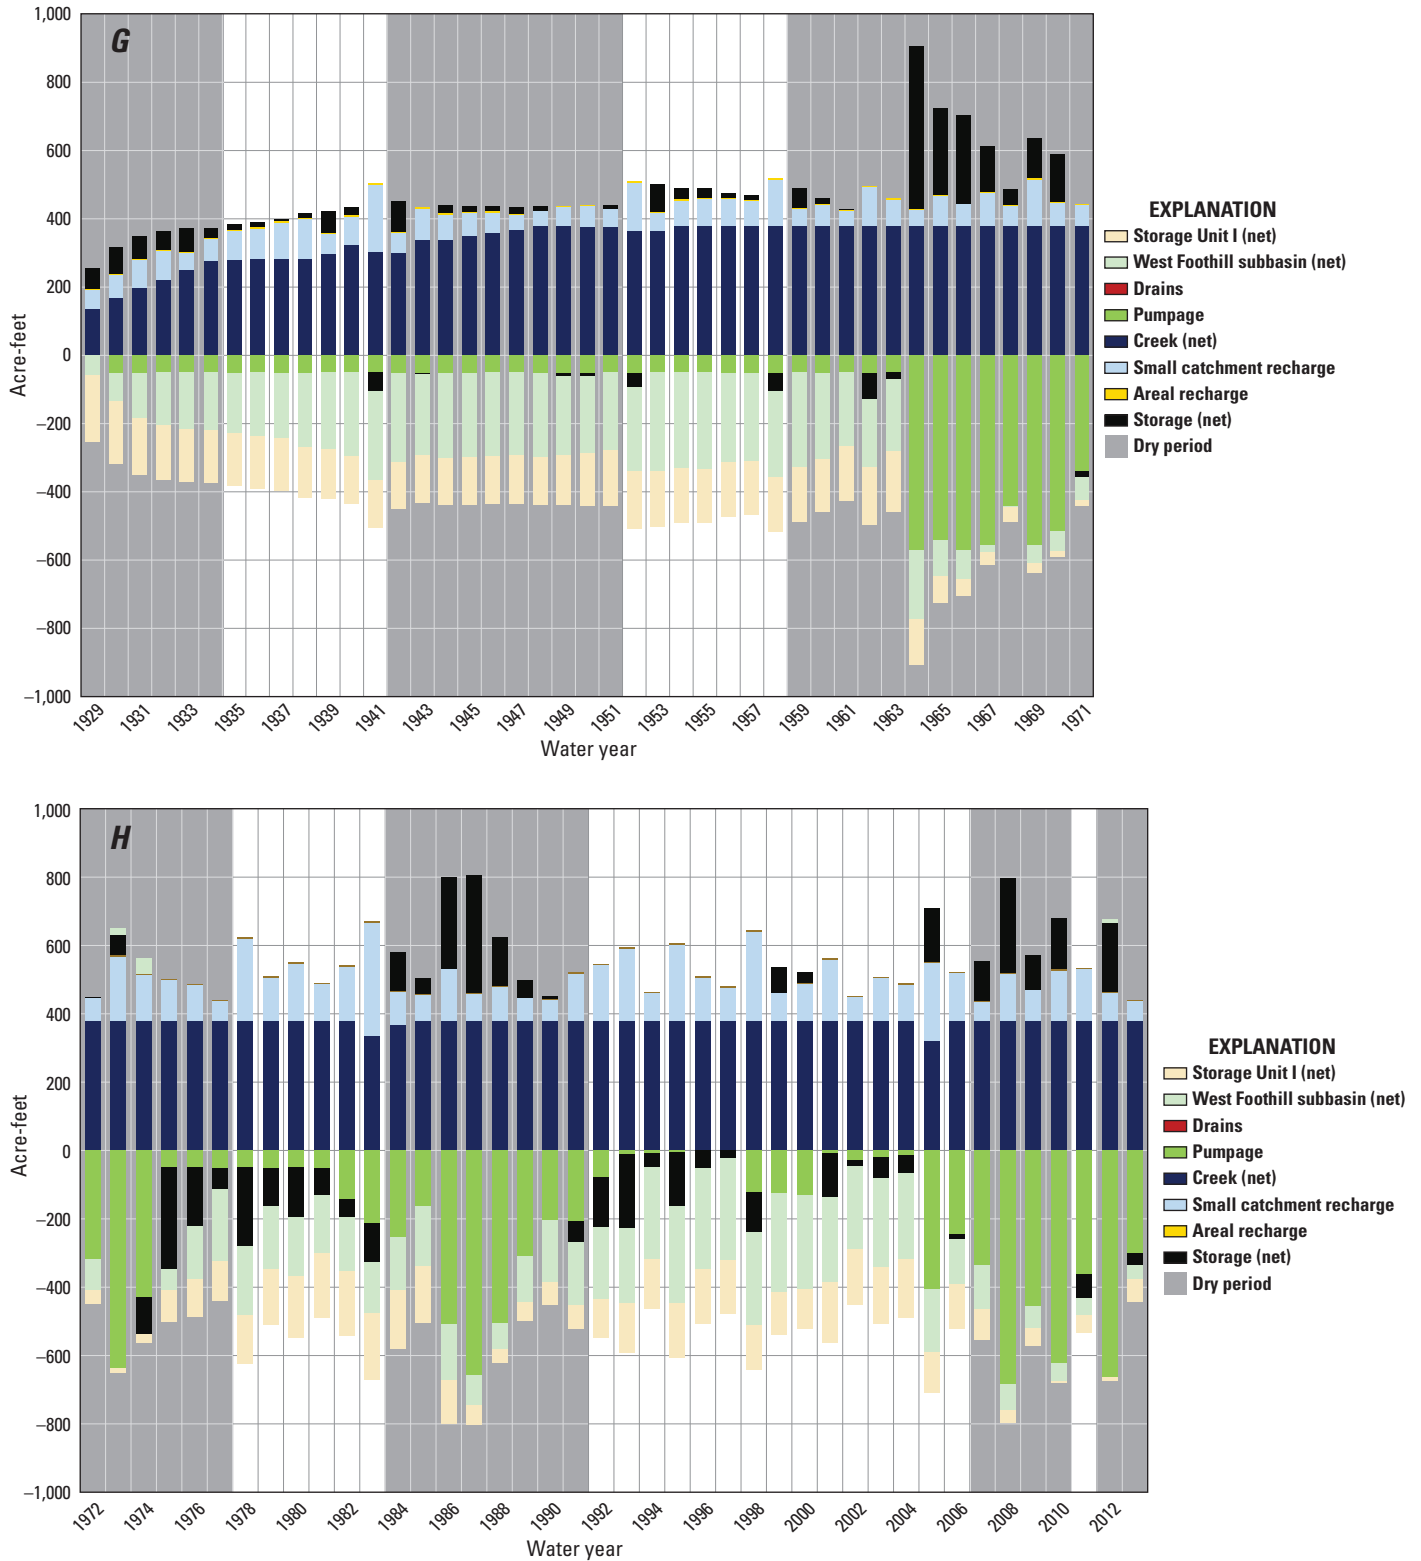 G
1,000
800
600
400
200
0
–200
–400
–600
–800
–1,000
Acre-feet
1929 1931 1933 1935 1937 1939 1941 1943 1945 1947 1949 1951 1953 1955 1957 1959 1961 1963 1965 1967 1969 1971
Water year
EXPLANATION
Storage Unit I (net)
West Foothill subbasin (net)
Drains
Pumpage
Creek (net)
Small catchment recharge
Areal recharge
Storage (net)
Dry period
H
1,000
800
600
400
200
0
–200
–400
–600
–800
–1,000
Acre-feet
1972 1974 1976 1978 1980 1982 1984 1986 1988 1990 1992 1994 1996 1998 2000 2002 2004 2006 2008 2010 2012
Water year
EXPLANATION
Storage Unit I (net)
West Foothill subbasin (net)
Drains
Pumpage
Creek (net)
Small catchment recharge
Areal recharge
Storage (net)
Dry period